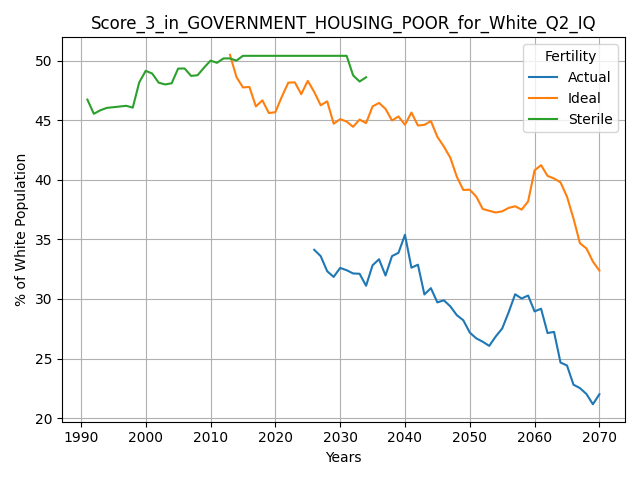 Score_3_in_GOVERNMENT_HOUSING_POOR_for_White_Q2_IQ
Fertility
Actual
Ideal
Sterile
% of White Population
50
45
40
35
30
25
20
1990
2000
2010
2020
2030
2040
2050
2060
2070
Years